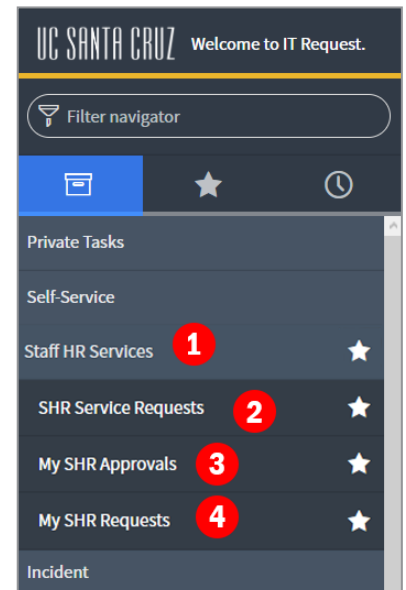 UC SANTA CRUZ Welcome to IT Request.
Filter navigator
Private Tasks
Self-Service
Staff HR Services 1
SHR Service Requests 2
My SHR Approvals 3
My SHR Requests 4
Incident